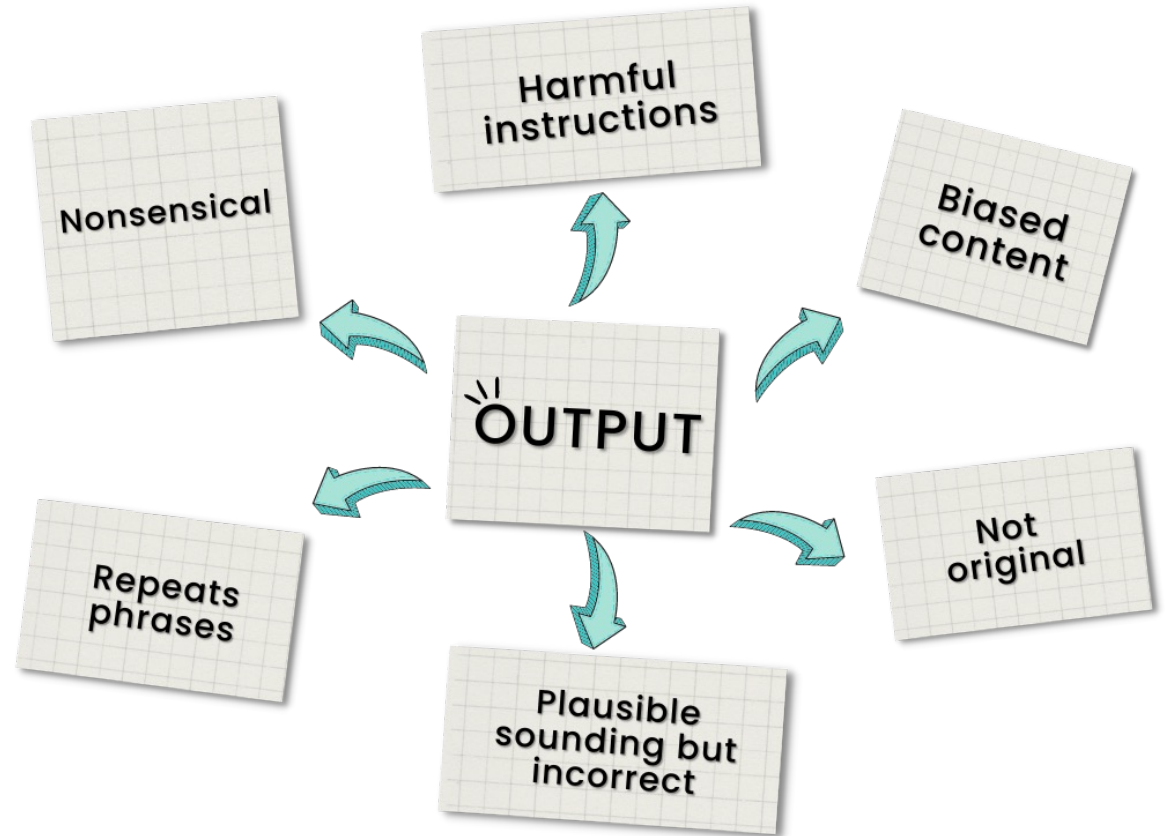 Harmful
instructions
Nonsensical
Biased
content
OUTPUT
Not
original
Repeats
phrases
Plausible
sounding but
incorrect